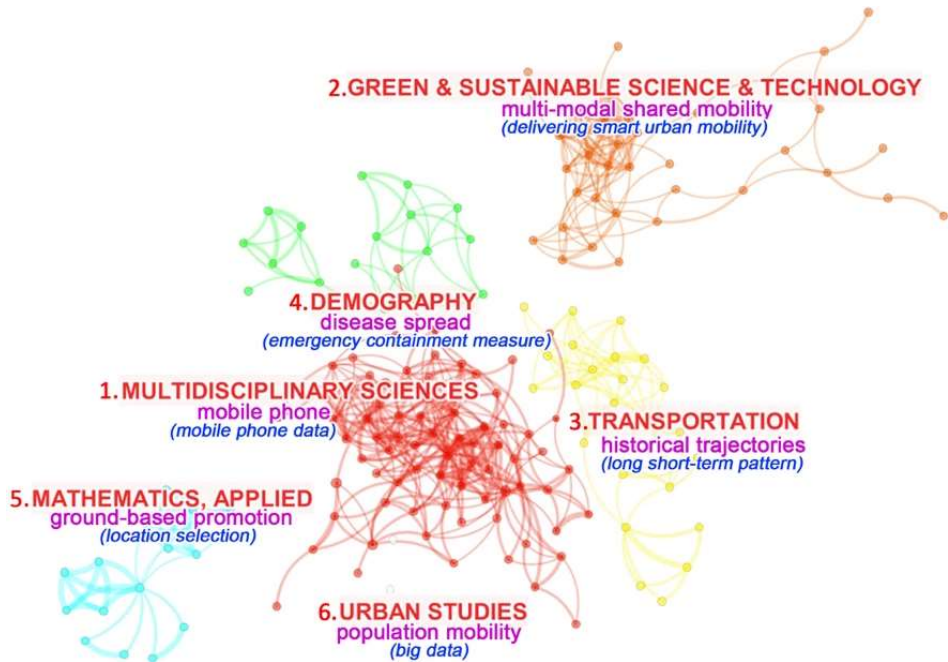 2.GREEN & SUSTAINABLE SCIENCE & TECHNOLOGY
multi-modal shared mobility
(delivering smart urban mobility)
4.DEMOGRAPHY
disease spread
(emergency containment measure)
1.MULTIDISCIPLINARY SCIENCES
mobile phone
(mobile phone data)
3.TRANSPORTATION
historical trajectories
(long short-term pattern)
5.MATHEMATICS, APPLIED
ground-based promotion
(location selection)
6.URBAN STUDIES
population mobility
(big data)